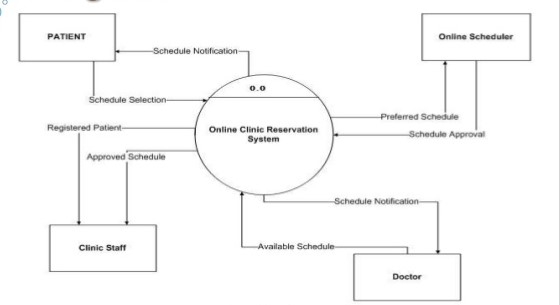 PATIENT
Online Scheduler
Schedule Notification
0.0
Schedule Selection
Preferred Schedule
Registered Patient
Online Clinic Reservation
System
Schedule Approval
Approved Schedule
Schedule Notification
Clinic Staff
Available Schedule
Doctor